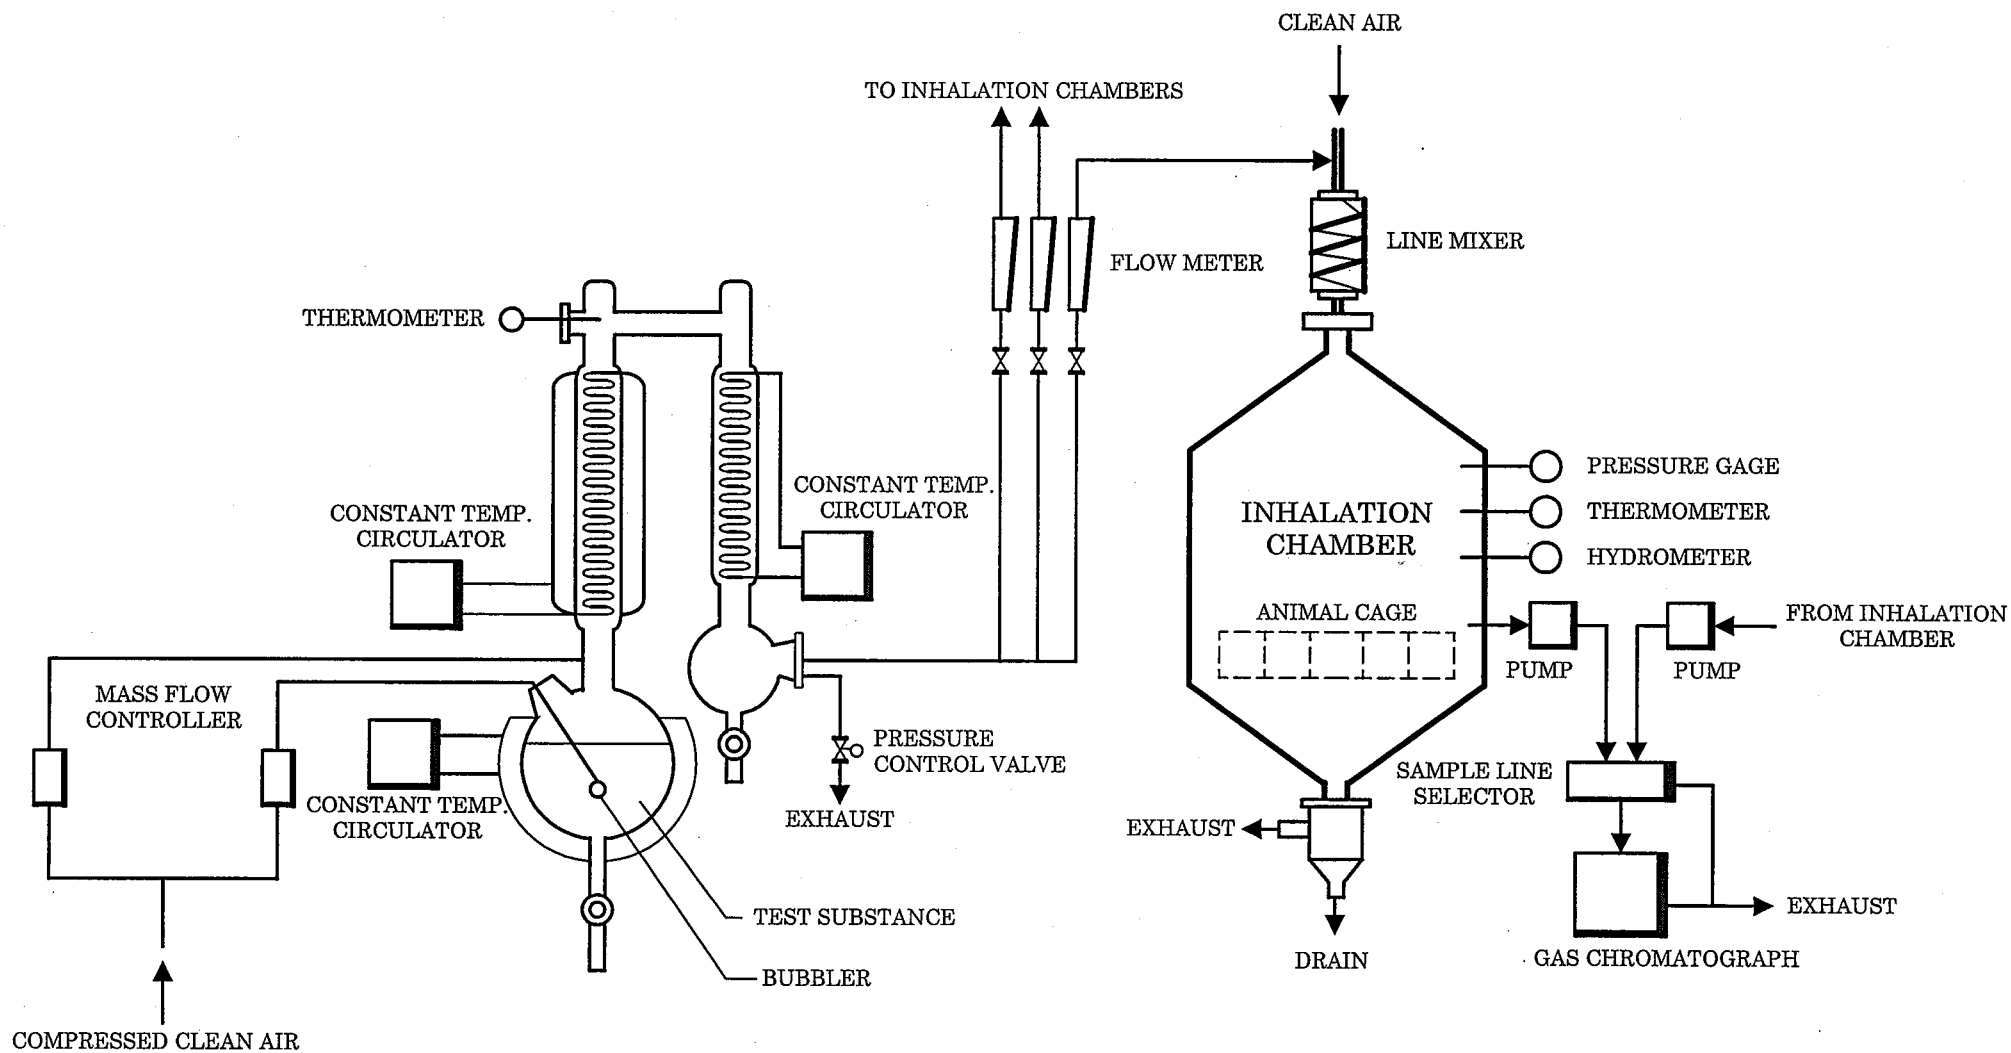 CLEAN AIR
TO INHALATION CHAMBERS
LINE MIXER
FLOW METER
THERMOMETER
PRESSURE GAGE
CONSTANT TEMP.
CIRCULATOR
CONSTANT TEMP.
CIRCULATOR
INHALATION
CHAMBER
THERMOMETER
HYDROMETER
ANIMAL CAGE
FROM INHALATION
CHAMBER
PUMP
PUMP
MASS FLOW
CONTROLLER
PRESSURE
CONTROL VALVE
SAMPLE LINE
SELECTOR
CONSTANT TEMP.
CIRCULATOR
EXHAUST
EXHAUST
TEST SUBSTANCE
EXHAUST
DRAIN
GAS CHROMATOGRAPH
BUBBLER
COMPRESSED CLEAN AIR